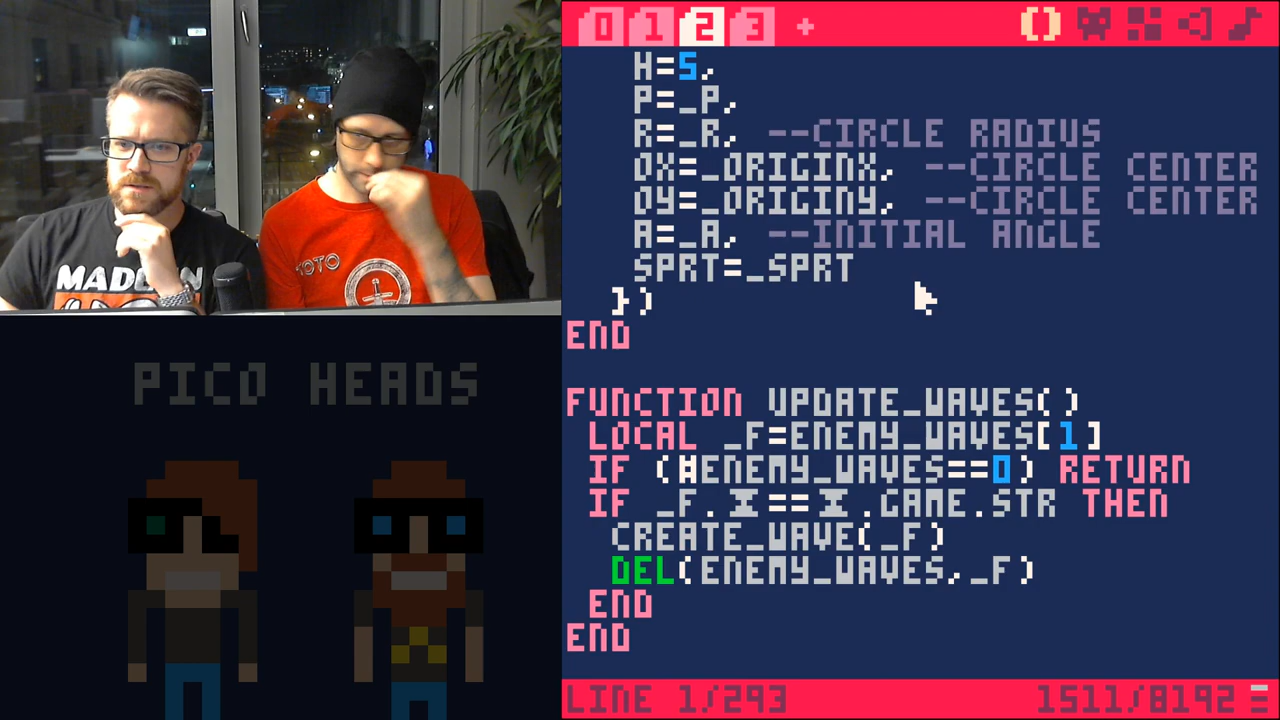 0 1 2 3 +
H=5,
P=_P,
R=_R, --CIRCLE RADIUS
OX=_ORIGINX, --CIRCLE CENTER
OY=_ORIGINY, --CIRCLE CENTER
A=_A, --INITIAL ANGLE
SPRT=_SPRT
})
END
FUNCTION UPDATE_WAVES()
LOCAL _F=ENEMY_WAVES[1]
IF (#ENEMY_WAVES==0) RETURN
IF _F.⧗==⧗.GAME.STR THEN
CREATE_WAVE(_F)
DEL(ENEMY_WAVES,_F)
END
END
LINE 1/293 1511/8192
PICO HEADS
TOTO